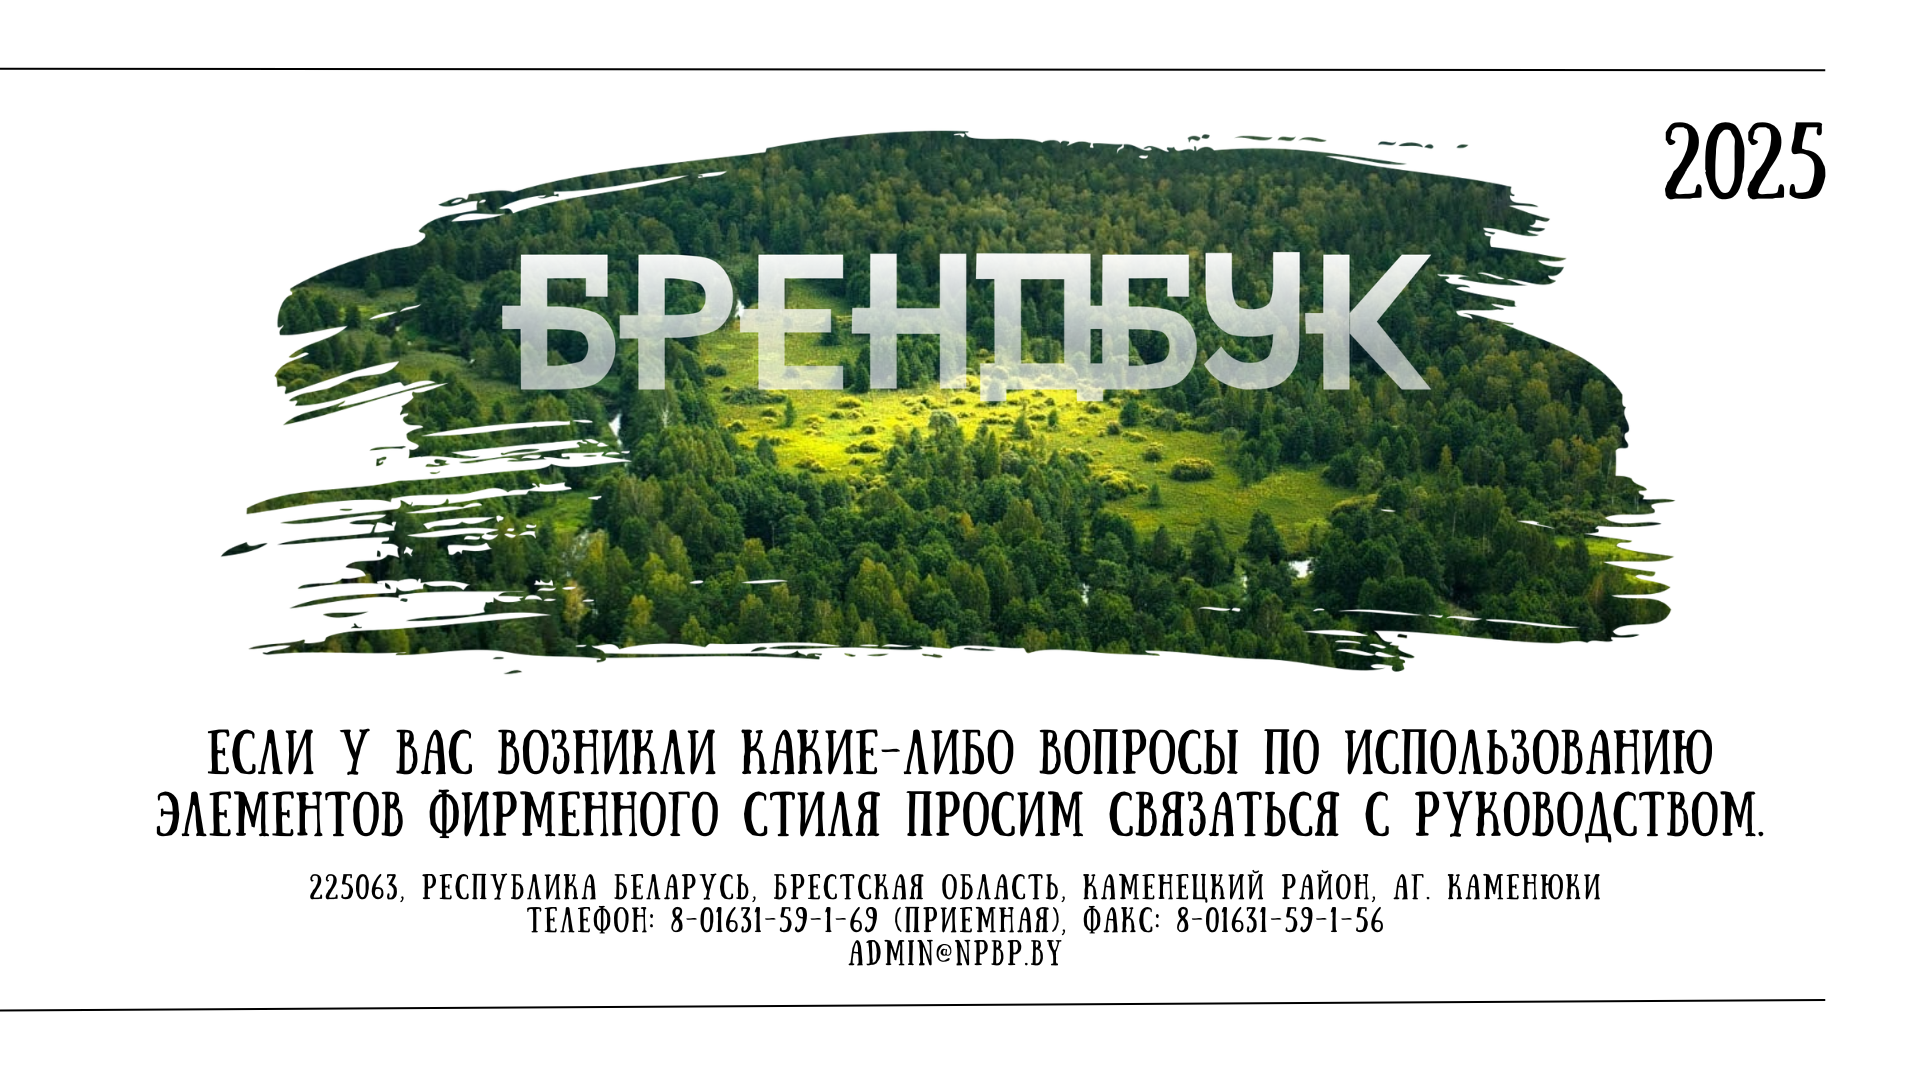 2025
БРЕНДБУК
ЕСЛИ У ВАС ВОЗНИКЛИ КАКИЕ-ЛИБО ВОПРОСЫ ПО ИСПОЛЬЗОВАНИЮ
ЭЛЕМЕНТОВ ФИРМЕННОГО СТИЛЯ ПРОСИМ СВЯЗАТЬСЯ С РУКОВОДСТВОМ.
225063, РЕСПУБЛИКА БЕЛАРУСЬ, БРЕСТСКАЯ ОБЛАСТЬ, КАМЕНЕЦКИЙ РАЙОН, АГ. КАМЕНЮКИ
ТЕЛЕФОН: 8-01631-59-1-69 (ПРИЕМНАЯ), ФАКС: 8-01631-59-1-56
ADMIN@NPBP.BY